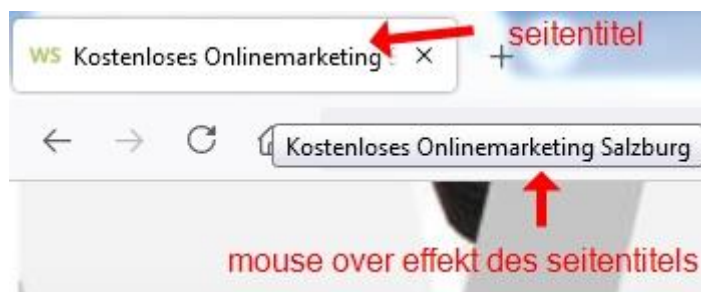 seitentitel
WS Kostenloses Onlinemarketing
Kostenloses Onlinemarketing Salzburg
mouse over effekt des seitentitels